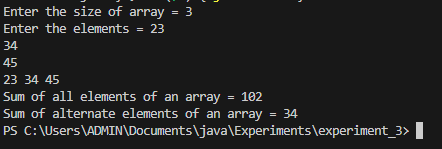 Enter the size of array = 3
Enter the elements = 23
34
45
23 34 45
Sum of all elements of an array = 102
Sum of alternate elements of an array = 34
PS C:\Users\ADMIN\Documents\java\Experiments\experiment_3>